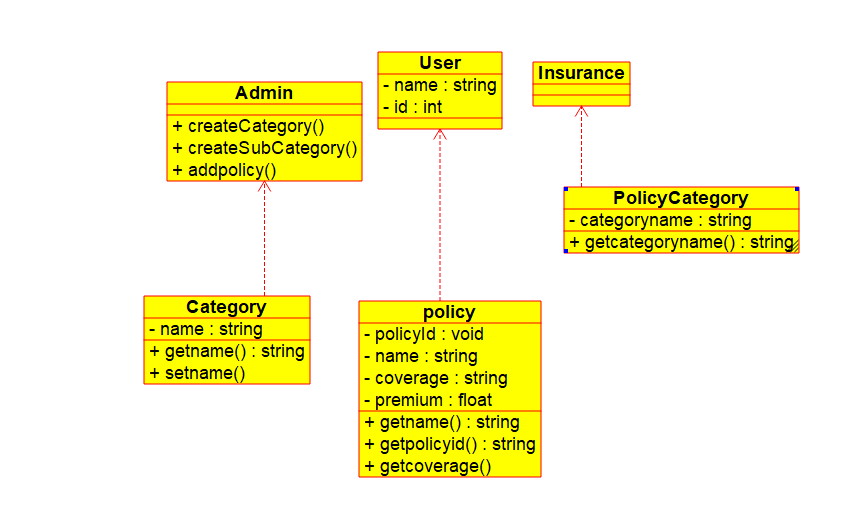 Admin
+ createCategory()
+ createSubCategory()
+ addpolicy()
User
- name : string
- id : int
Insurance
PolicyCategory
- categoryname : string
+ getcategoryname() : string
Category
- name : string
+ getname() : string
+ setname()
policy
- policyId : void
- name : string
- coverage : string
- premium : float
+ getname() : string
+ getpolicyid() : string
+ getcoverage()